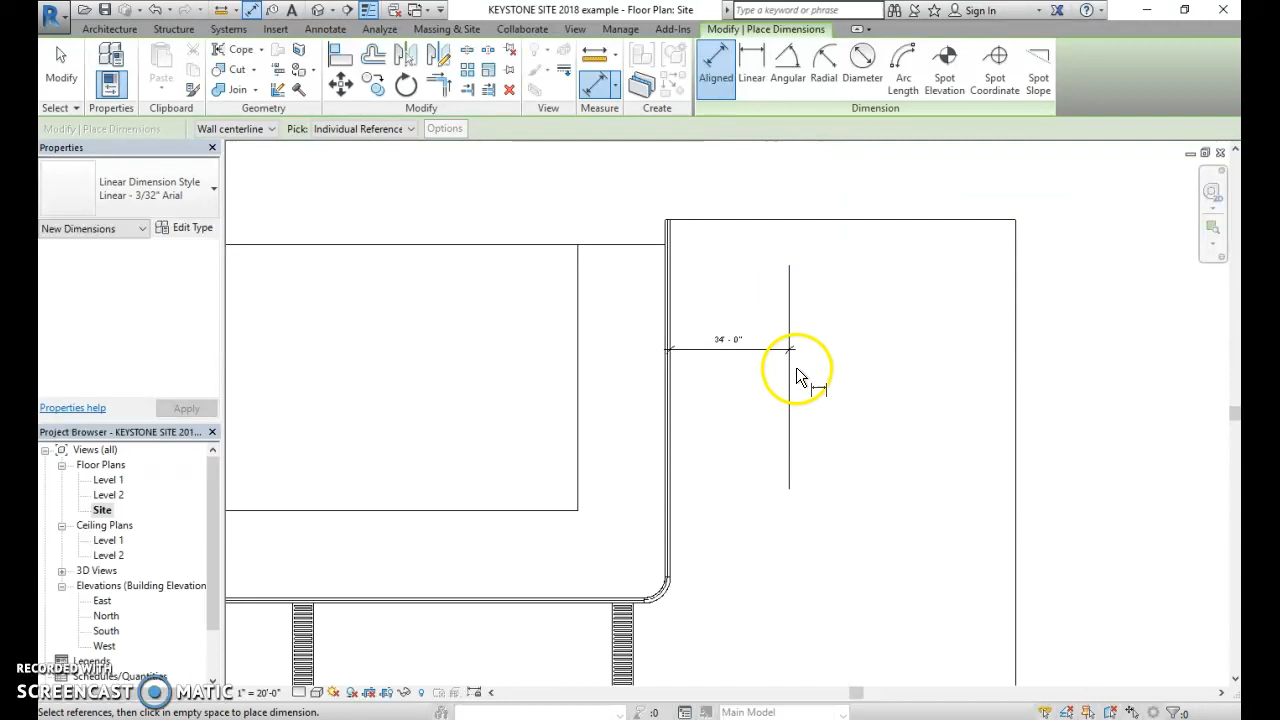 KEYSTONE SITE 2018 example - Floor Plan: Site
Type a keyword or phrase
Sign In
Architecture Structure Systems Insert Annotate Analyze Massing & Site Collaborate View Manage Add-Ins Modify | Place Dimensions
Modify
Paste
Cope
Cut
Join
Aligned Linear Angular Radial Diameter Arc Length Spot Elevation Spot Coordinate Spot Slope
Select Properties Clipboard Geometry Modify View Measure Create Dimension
Modify | Place Dimensions Wall centerline Pick: Individual Reference Options
Properties
Linear Dimension Style
Linear - 3/32" Arial
New Dimensions Edit Type
34' - 0"
Properties help Apply
Project Browser - KEYSTONE SITE 201...
Views (all)
Floor Plans
Level 1
Level 2
Site
Ceiling Plans
Level 1
Level 2
3D Views
Elevations (Building Elevation
East
North
South
West
Legends
Schedules/Quantities
RECORDED WITH
SCREENCAST MATIC
1" = 20'-0"
Select references, then click in empty space to place dimension.
:0
Main Model
:0